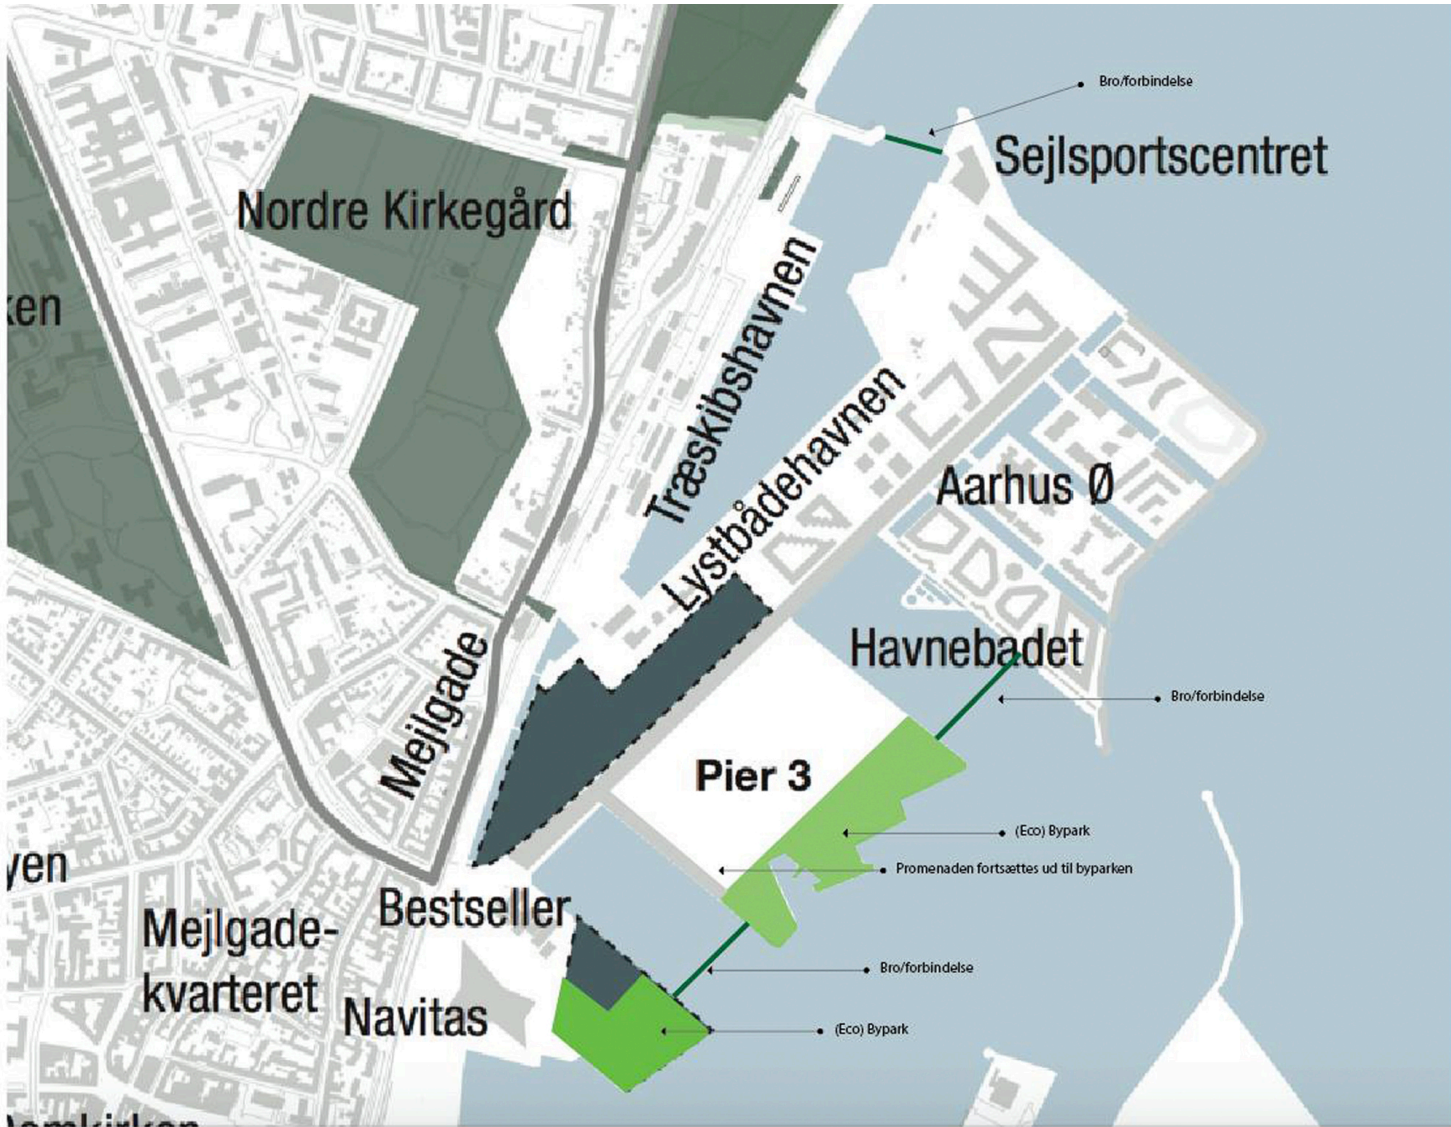 Bro/forbindelse
Sejlsportscentret
Nordre Kirkegård
ken
Træskibshavnen
Lystbådehavnen
Aarhus Ø
Havnebadet
Mejlgade
Bro/forbindelse
Pier 3
(Eco) Bypark
Promenaden fortsættes ud til byparken
yen
Bestseller
Mejlgade-
kvarteret
Navitas
Bro/forbindelse
(Eco) Bypark
Domkirken